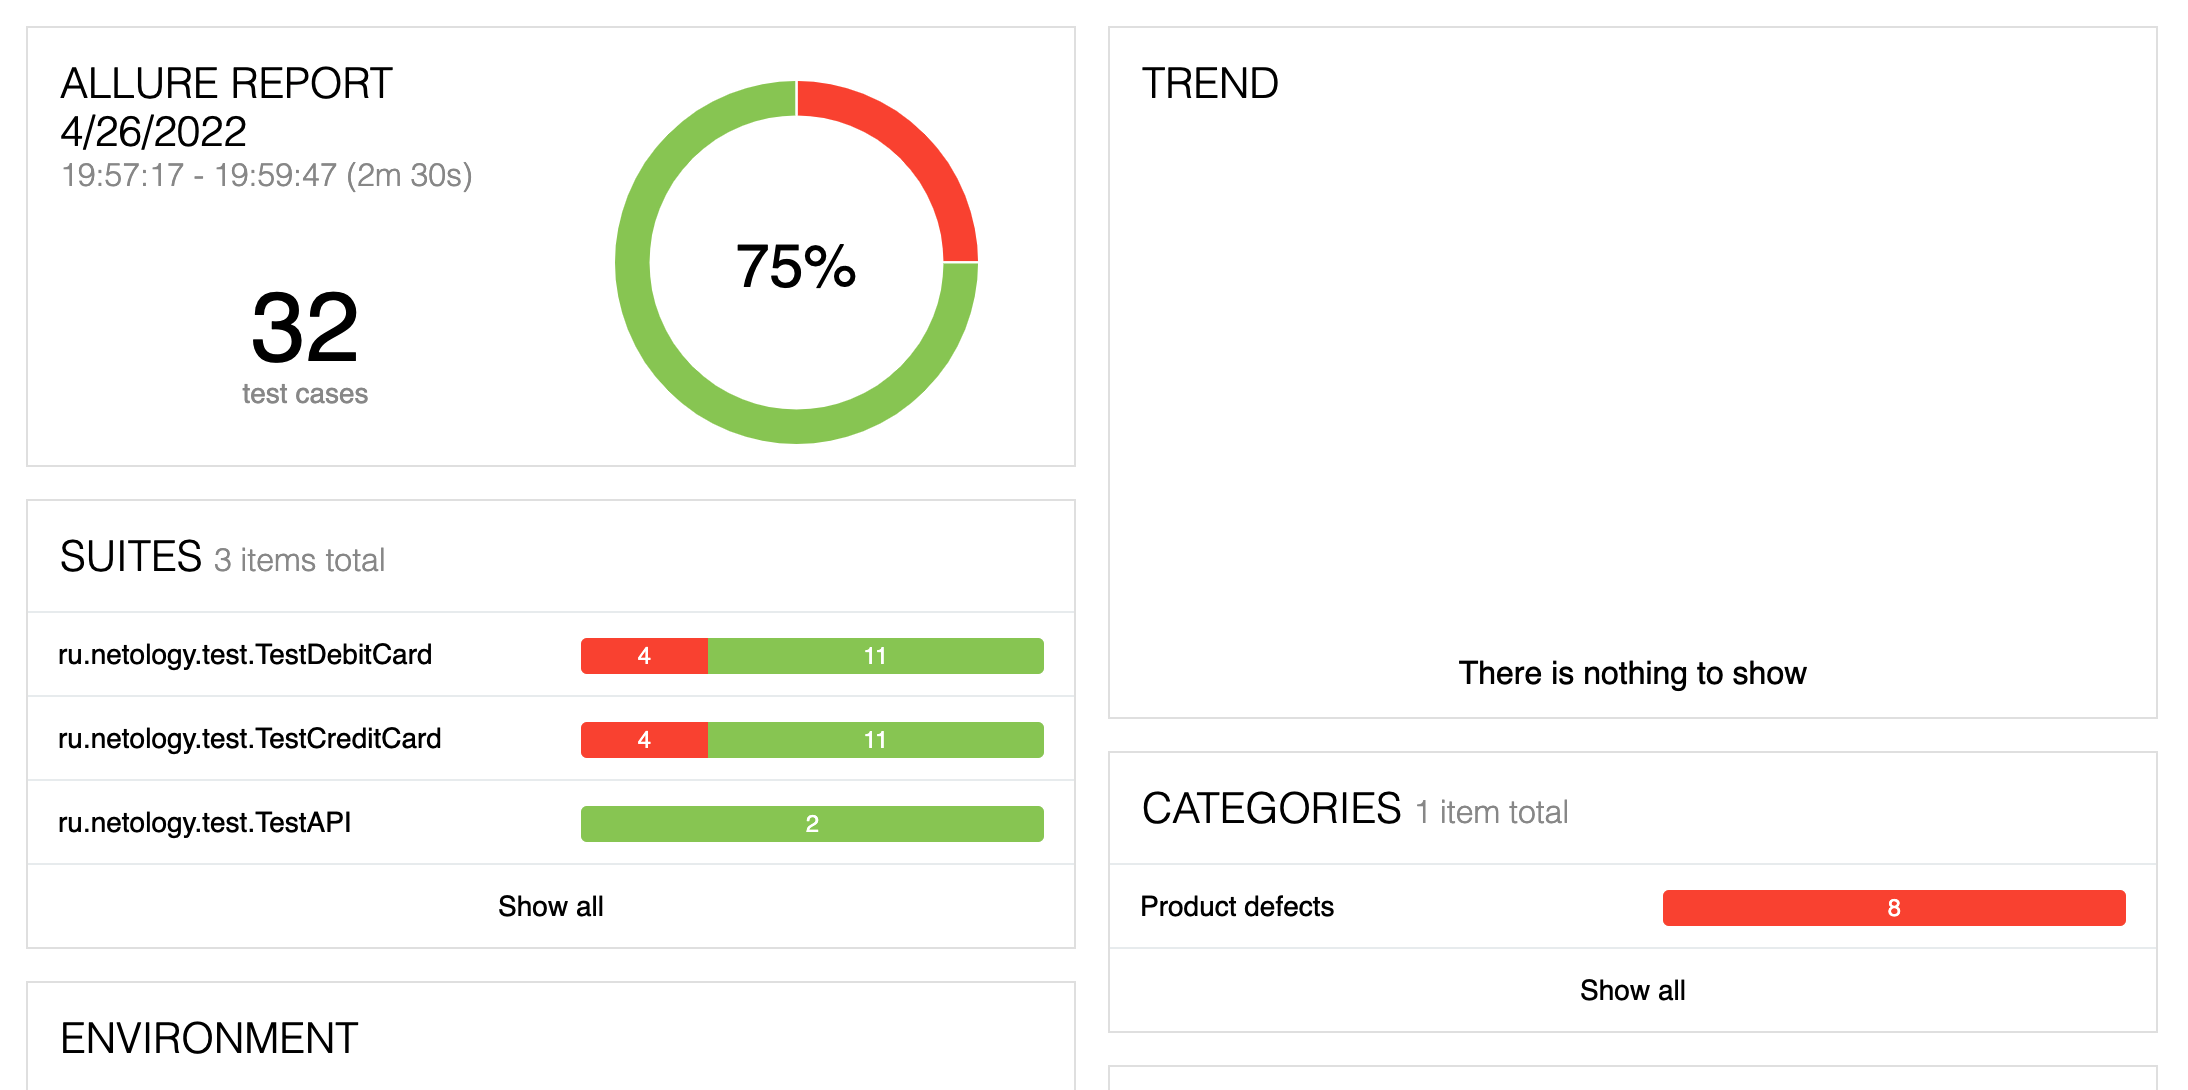 ALLURE REPORT
4/26/2022
19:57:17 - 19:59:47 (2m 30s)
32
test cases
75%
SUITES 3 items total
ru.netology.test.TestDebitCard 4 11
ru.netology.test.TestCreditCard 4 11
ru.netology.test.TestAPI 2
Show all
ENVIRONMENT
TREND
There is nothing to show
CATEGORIES 1 item total
Product defects 8
Show all